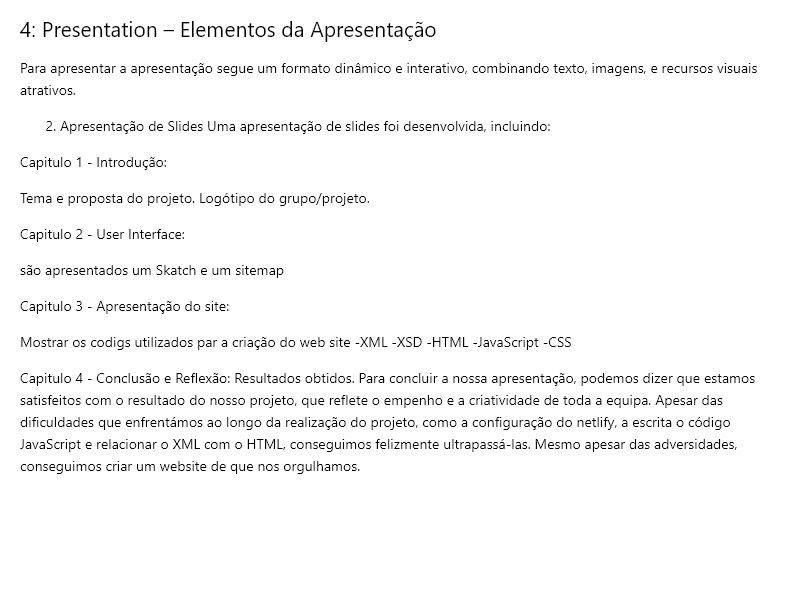 4: Presentation – Elementos da Apresentação
Para apresentar a apresentação segue um formato dinâmico e interativo, combinando texto, imagens, e recursos visuais
atrativos.
2. Apresentação de Slides Uma apresentação de slides foi desenvolvida, incluindo:
Capitulo 1 - Introdução:
Tema e proposta do projeto. Logótipo do grupo/projeto.
Capitulo 2 - User Interface:
são apresentados um Skatch e um sitemap
Capitulo 3 - Apresentação do site:
Mostrar os codigs utilizados par a criação do web site -XML -XSD -HTML -JavaScript -CSS
Capitulo 4 - Conclusão e Reflexão: Resultados obtidos. Para concluir a nossa apresentação, podemos dizer que estamos
satisfeitos com o resultado do nosso projeto, que reflete o empenho e a criatividade de toda a equipa. Apesar das
dificuldades que enfrentámos ao longo da realização do projeto, como a configuração do netlify, a escrita o código
JavaScript e relacionar o XML com o HTML, conseguimos felizmente ultrapassá-las. Mesmo apesar das adversidades,
conseguimos criar um website de que nos orgulhamos.